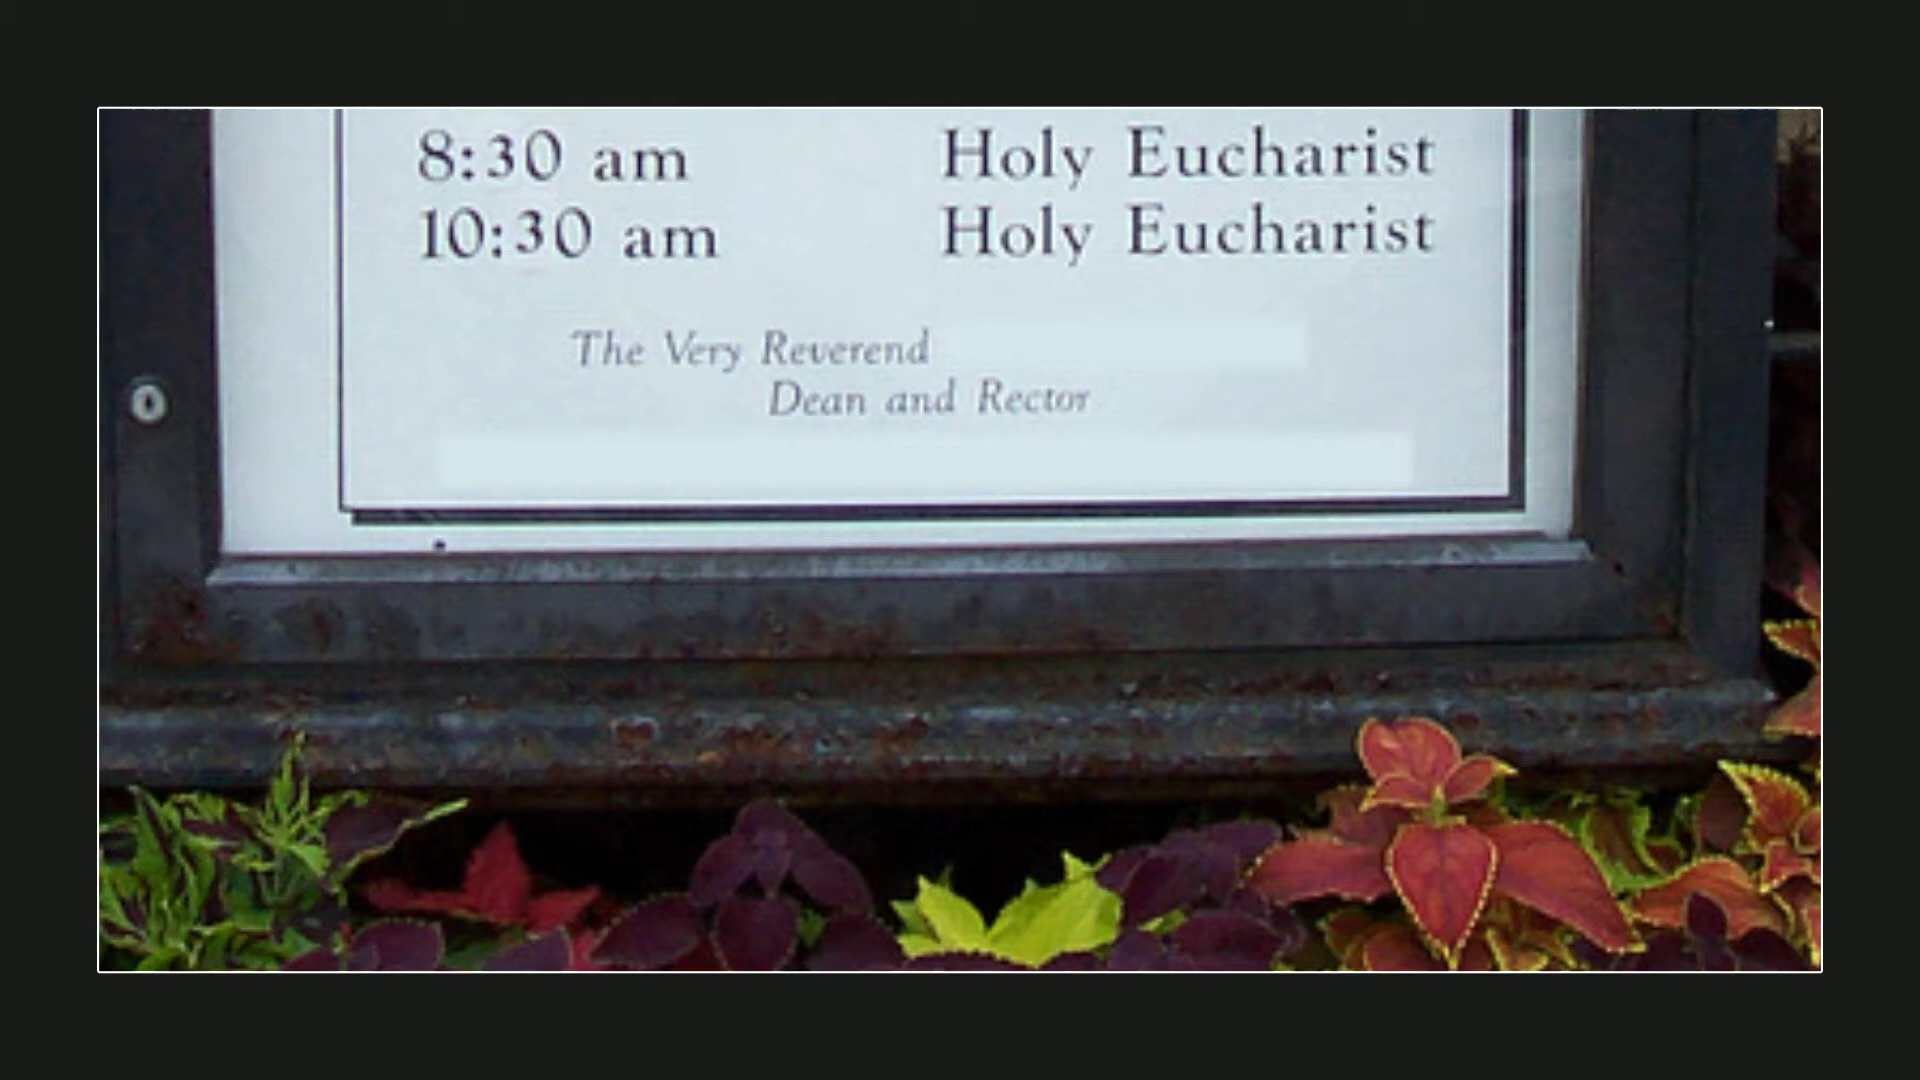 8:30 am Holy Eucharist
10:30 am Holy Eucharist
The Very Reverend
Dean and Rector